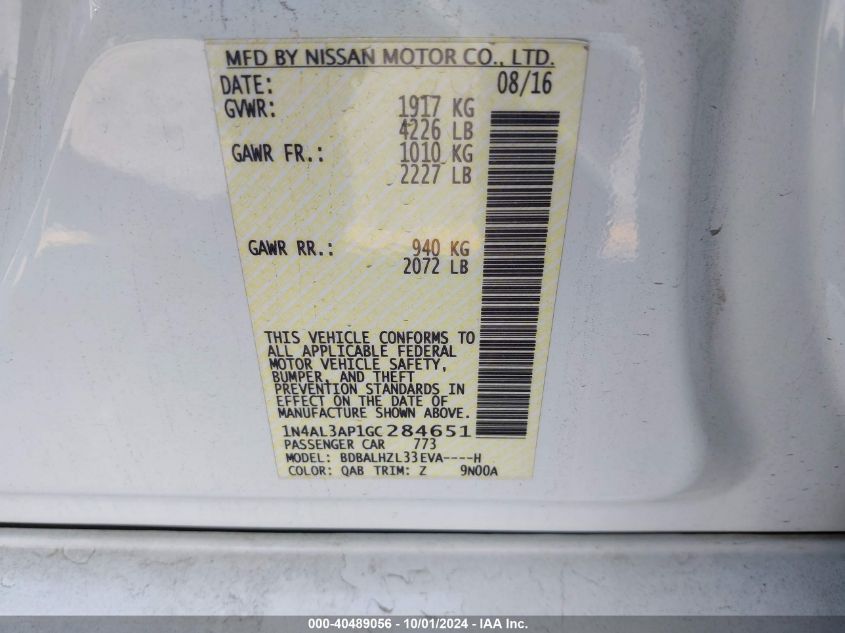 MFD BY NISSAN MOTOR CO., LTD.
DATE: 08/16
GVWR: 1917 KG
4226 LB
GAWR FR.: 1010 KG
2227 LB
GAWR RR.: 940 KG
2072 LB
THIS VEHICLE CONFORMS TO
ALL APPLICABLE FEDERAL
MOTOR VEHICLE SAFETY,
BUMPER, AND THEFT
PREVENTION STANDARDS IN
EFFECT ON THE DATE OF
MANUFACTURE SHOWN ABOVE.
1N4AL3AP1GC284651
PASSENGER CAR 773
MODEL: BDBALHZL33EVA----H
COLOR: QAB TRIM: Z 9N00A
000-40489056 - 10/01/2024 - IAA Inc.